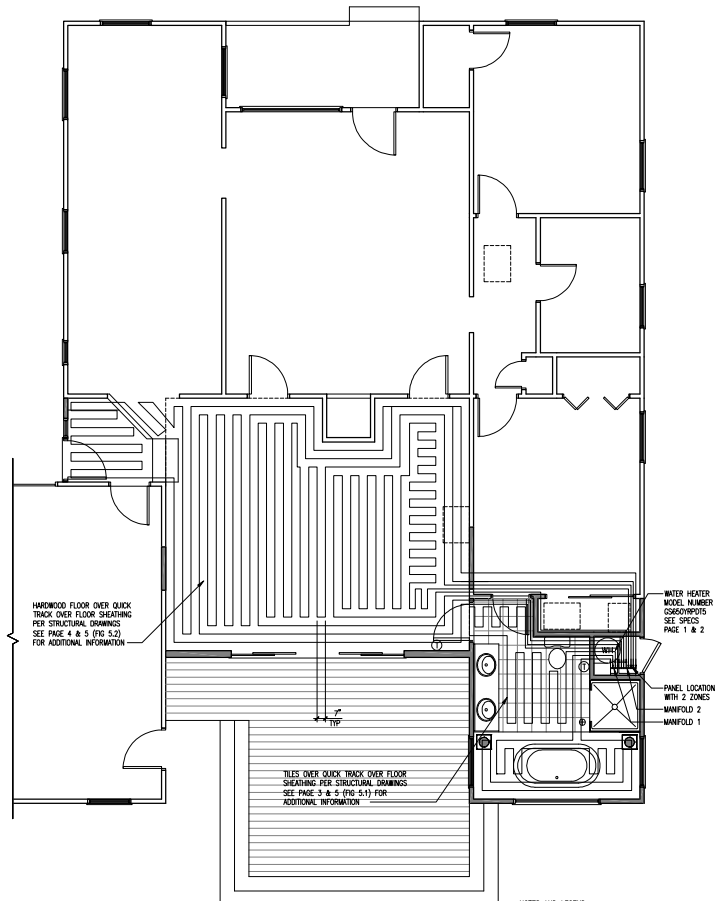 HARDWOOD FLOOR OVER QUICK
TRACK OVER FLOOR SHEATHING
PER STRUCTURAL DRAWINGS
SEE PAGE 4 & 5 (FIG 5.2)
FOR ADDITIONAL INFORMATION
WATER HEATER
MODEL NUMBER
GS650YRPDT5
SEE SPECS
PAGE 1 & 2
WH
T
T
PANEL LOCATION
WITH 2 ZONES
MANIFOLD 2
MANIFOLD 1
7"
TYP
TILES OVER QUICK TRACK OVER FLOOR
SHEATHING PER STRUCTURAL DRAWINGS
SEE PAGE 3 & 5 (FIG 5.1) FOR
ADDITIONAL INFORMATION